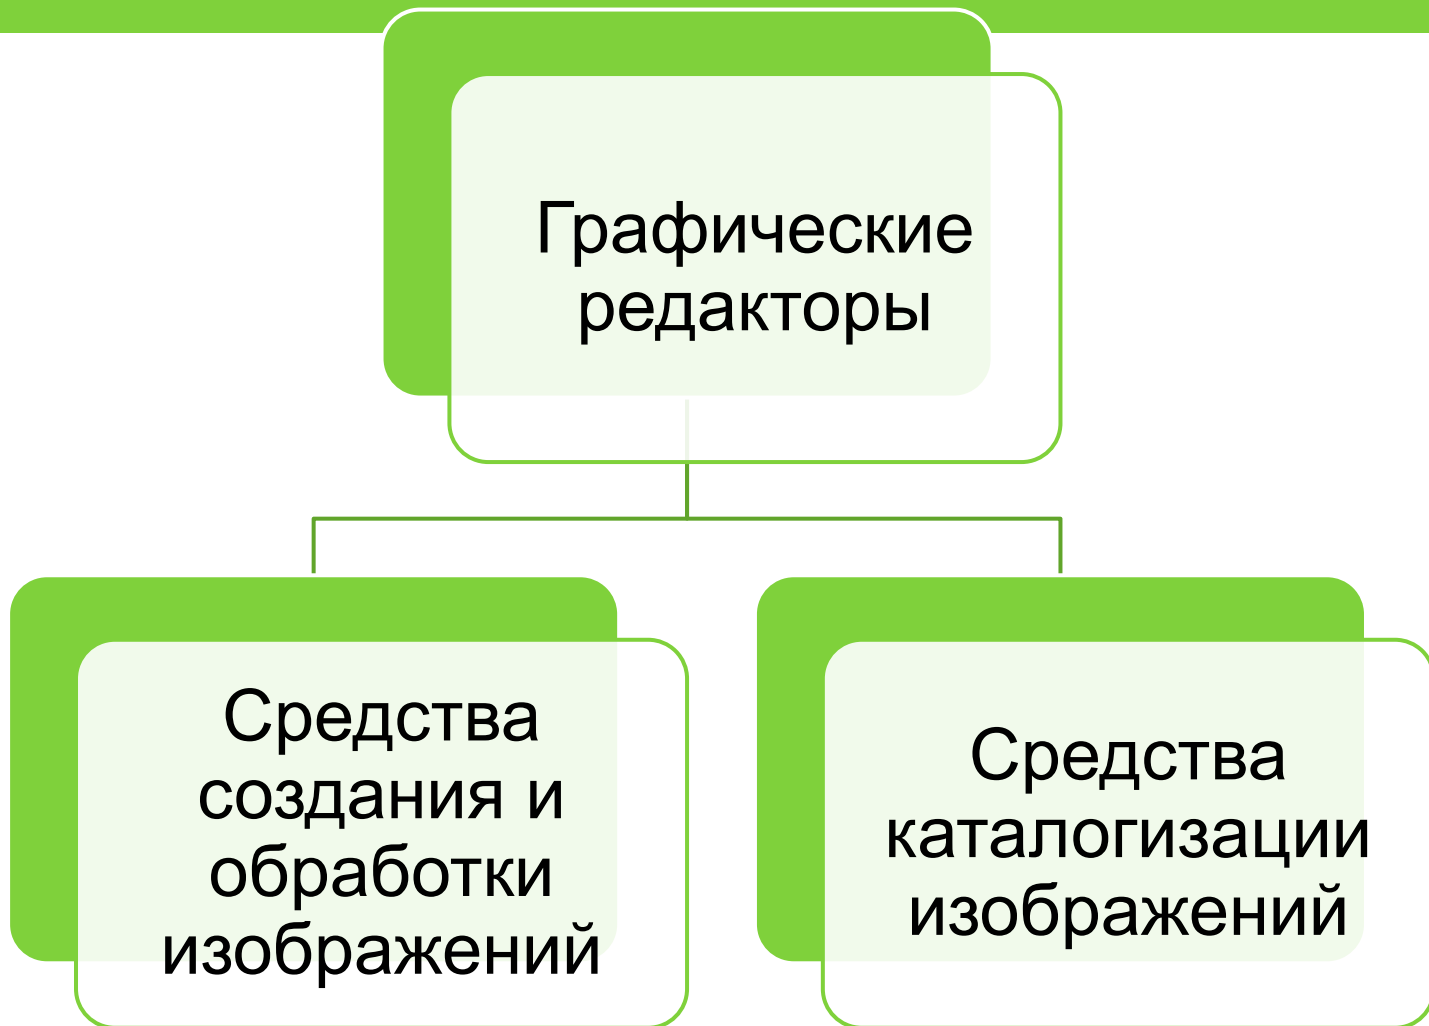 Графические
редакторы
Средства
создания и
обработки
изображений
Средства
каталогизации
изображений